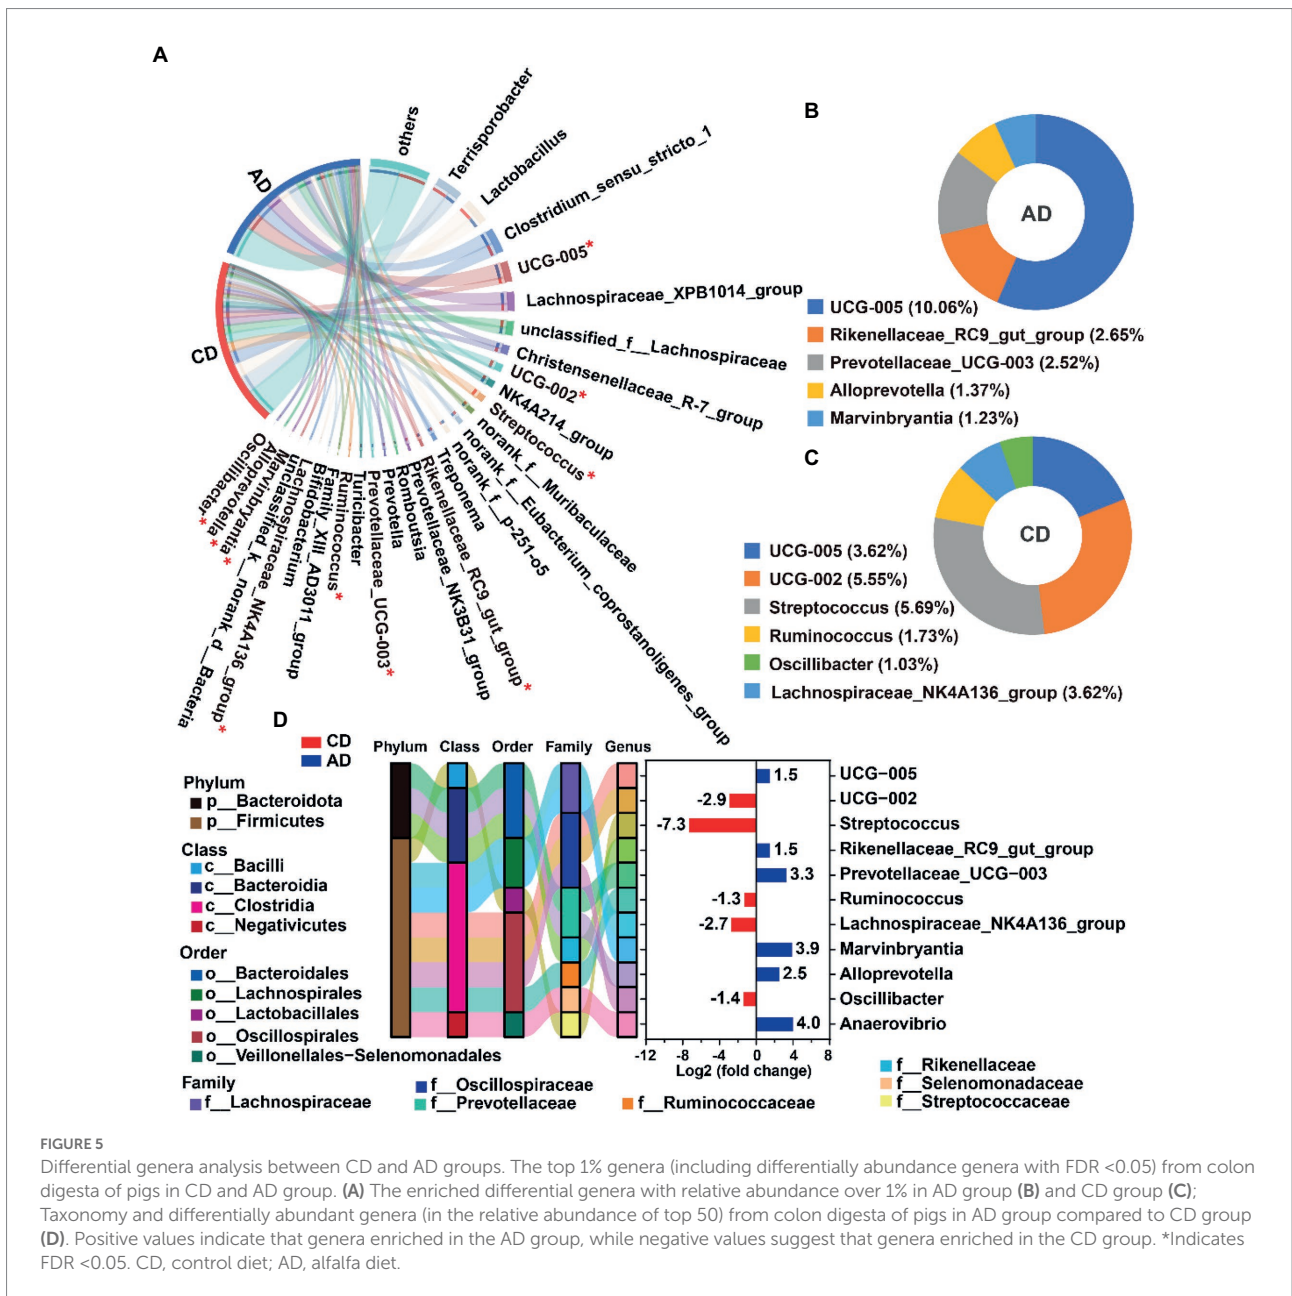 A
others
Terrisporobacter
Lactobacillus
Clostridium_sensu_stricto_1
UCG-005*
Lachnospiraceae_XPB1014_group
unclassified_f__Lachnospiraceae
Christensenellaceae_R-7_group
UCG-002*
NK4A214_group
Streptococcus*
norank_f__Muribaculaceae
norank_f__Eubacterium_coprostanoligenes_group
norank_f__p-251-o5
Treponema
Rikenellaceae_RC9_gut_group*
Prevotellaceae_NK3B31_group
Romboutsia
Prevotella
Prevotellaceae_UCG-003*
Turicibacter
Ruminococcus*
Family_XIII_AD3011_group
Bifidobacterium
Lachnospiraceae_NK4A136_group*
unclassified_k__norank_d__Bacteria
Marvinbryantia*
Alloprevotella*
Oscillibacter*
CD
AD
B
AD
UCG-005 (10.06%)
Rikenellaceae_RC9_gut_group (2.65%
Prevotellaceae_UCG-003 (2.52%)
Alloprevotella (1.37%)
Marvinbryantia (1.23%)
C
CD
UCG-005 (3.62%)
UCG-002 (5.55%)
Streptococcus (5.69%)
Ruminococcus (1.73%)
Oscillibacter (1.03%)
Lachnospiraceae_NK4A136_group (3.62%)
D
CD
AD
Phylum Class Order Family Genus
Phylum
p__Bacteroidota
p__Firmicutes
Class
c__Bacilli
c__Bacteroidia
c__Clostridia
c__Negativicutes
Order
o__Bacteroidales
o__Lachnospirales
o__Lactobacillales
o__Oscillospirales
o__Veillonellales-Selenomonadales
Family
f__Lachnospiraceae
f__Oscillospiraceae
f__Prevotellaceae
f__Ruminococcaceae
f__Rikenellaceae
f__Selenomonadaceae
f__Streptococcaceae
1.5 UCG-005
-2.9 UCG-002
-7.3 Streptococcus
1.5 Rikenellaceae_RC9_gut_group
3.3 Prevotellaceae_UCG-003
-1.3 Ruminococcus
-2.7 Lachnospiraceae_NK4A136_group
3.9 Marvinbryantia
2.5 Alloprevotella
-1.4 Oscillibacter
4.0 Anaerovibrio
-12 -8 -4 0 4 8
Log2 (fold change)
FIGURE 5
Differential genera analysis between CD and AD groups. The top 1% genera (including differentially abundance genera with FDR <0.05) from colon
digesta of pigs in CD and AD group. (A) The enriched differential genera with relative abundance over 1% in AD group (B) and CD group (C);
Taxonomy and differentially abundant genera (in the relative abundance of top 50) from colon digesta of pigs in AD group compared to CD group
(D). Positive values indicate that genera enriched in the AD group, while negative values suggest that genera enriched in the CD group. *Indicates
FDR <0.05. CD, control diet; AD, alfalfa diet.